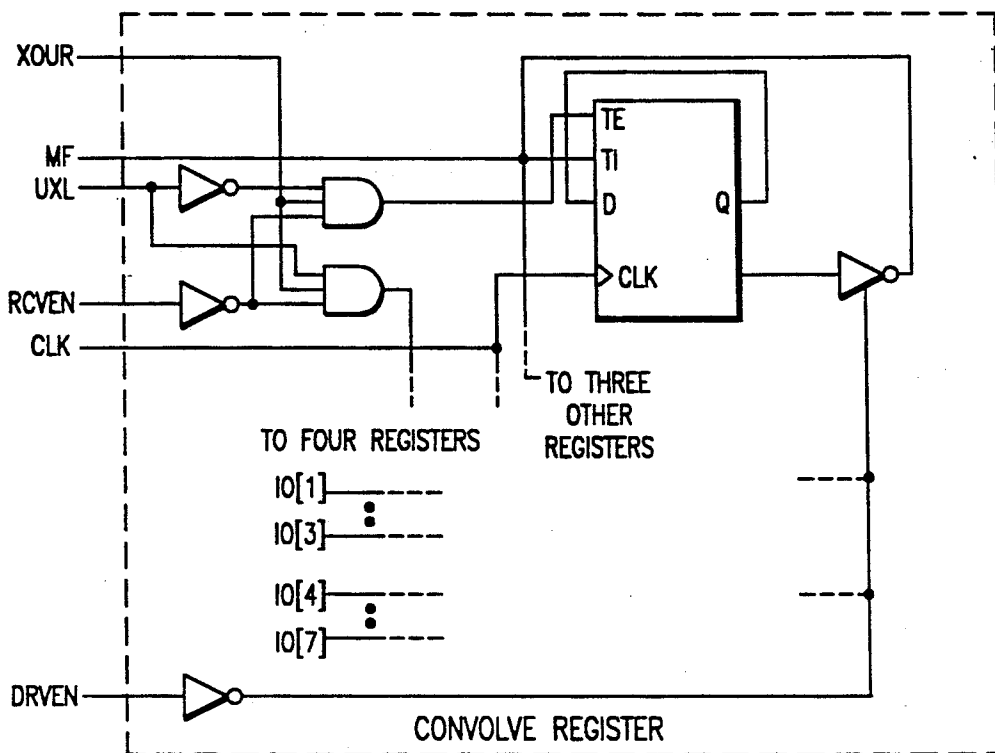 XOUR
TE
MF
TI
UXL
D
Q
CLK
RCVEN
CLK
TO THREE
OTHER
REGISTERS
TO FOUR REGISTERS
IO[1]
IO[3]
IO[4]
IO[7]
DRVEN
CONVOLVE REGISTER